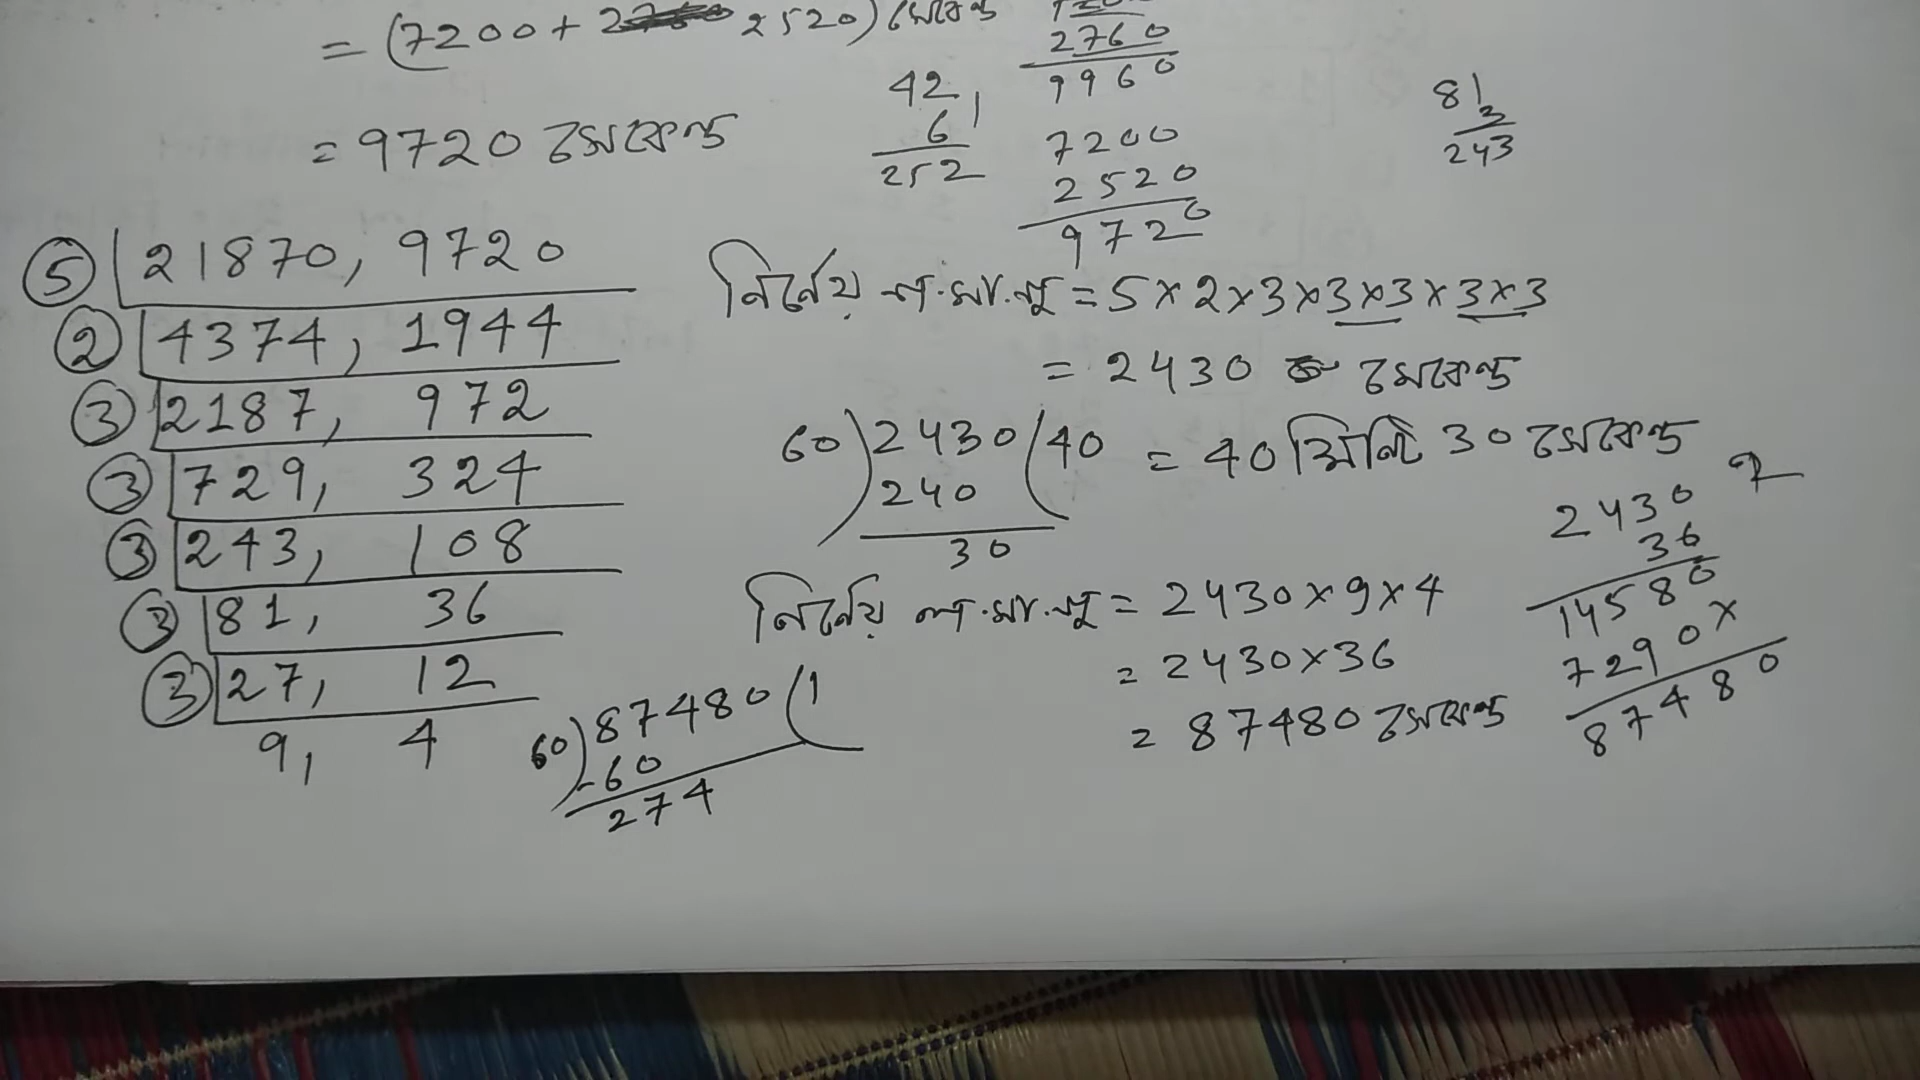 = (7200 + 2520) সেকেন্ড
= 9720 সেকেন্ড
2760
9960
42
6
252
7200
2520
9720
81
3
243
5 | 21870, 9720
2 | 4374, 1944
3 | 2187, 972
3 | 729, 324
3 | 243, 108
3 | 81, 36
3 | 27, 12
9, 4
নির্ণেয় গ.সা.গু = 5 × 2 × 3 × 3 × 3 × 3 × 3
= 2430 সেকেন্ড
60 ) 2430 ( 40
240
30
= 40 মিনিট 30 সেকেন্ড
নির্ণেয় ল.সা.গু = 2430 × 9 × 4
= 2430 × 36
= 87480 সেকেন্ড
2430
36
14580
7290×
87480
60 ) 87480 ( 1
-60
274